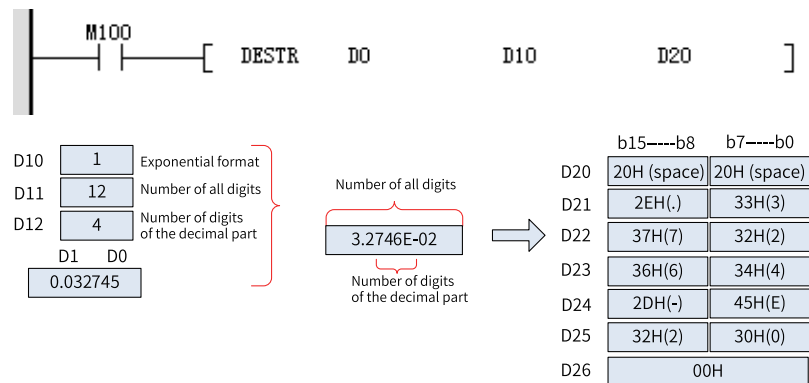 M100
DESTR D0 D10 D20
D10 1 Exponential format
D11 12 Number of all digits
D12 4 Number of digits
of the decimal part
D1 D0
0.032745
Number of all digits
3.2746E-02
Number of digits
of the decimal part
b15-----b8 b7-----b0
D20 20H (space) 20H (space)
D21 2EH(.) 33H(3)
D22 37H(7) 32H(2)
D23 36H(6) 34H(4)
D24 2DH(-) 45H(E)
D25 32H(2) 30H(0)
D26 00H